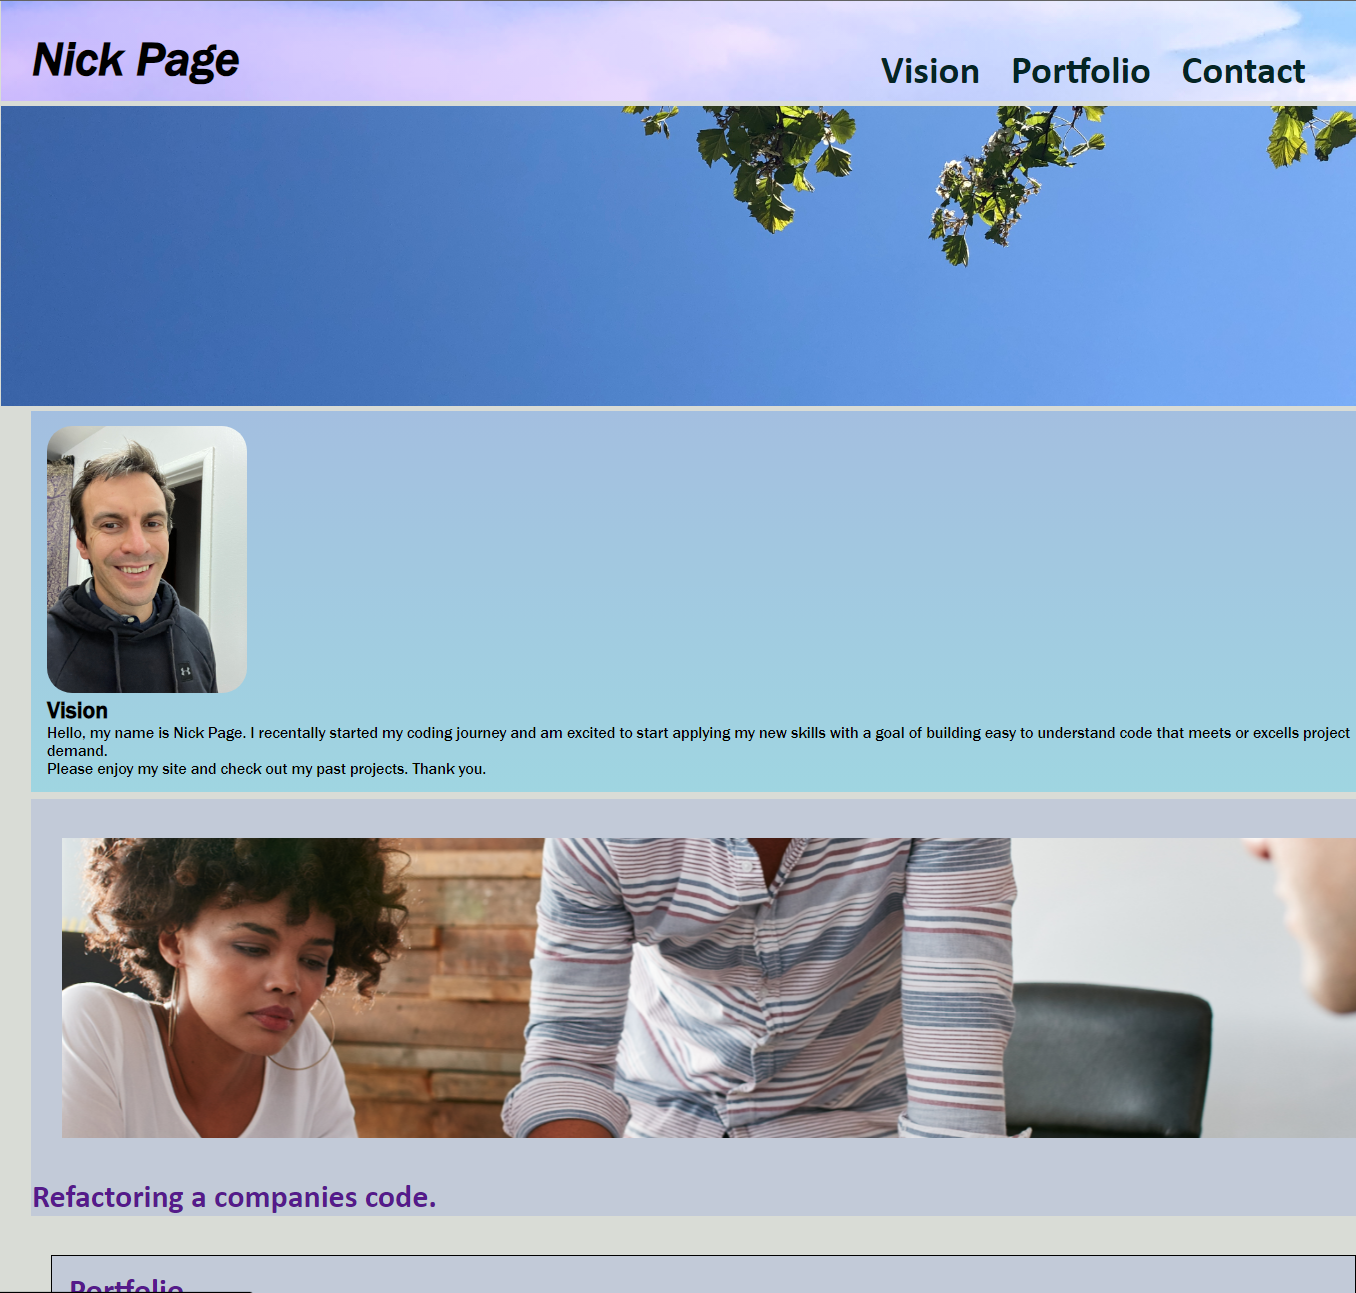 Nick Page
Vision Portfolio Contact
Vision
Hello, my name is Nick Page. I recentally started my coding journey and am excited to start applying my new skills with a goal of building easy to understand code that meets or excells project
demand.
Please enjoy my site and check out my past projects. Thank you.
Refactoring a companies code.
Portfolio